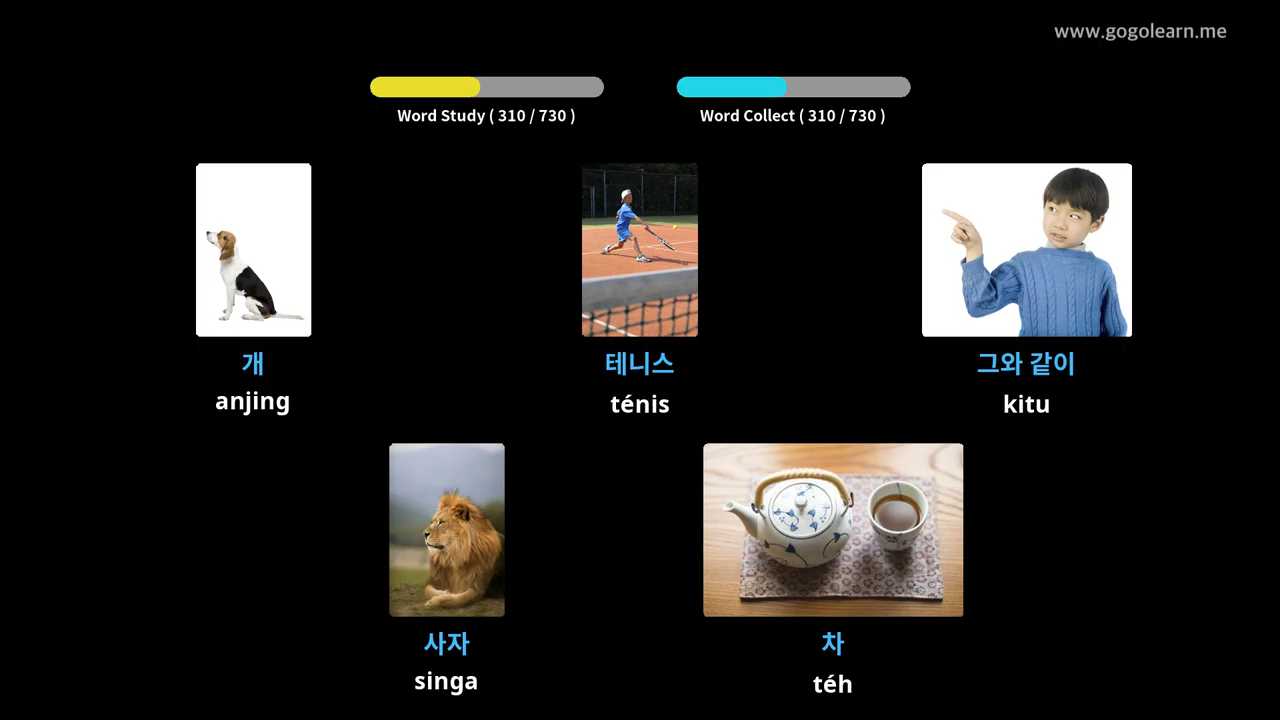 www.gogolearn.me
Word Study ( 310 / 730 )
Word Collect ( 310 / 730 )
개
anjing
테니스
ténis
그와 같이
kitu
사자
singa
차
téh